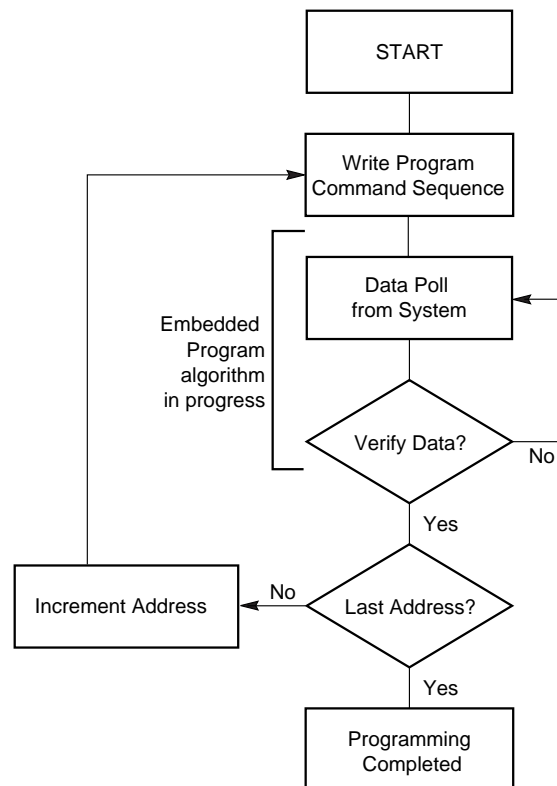 START
Write Program
Command Sequence
Data Poll
from System
Embedded
Program
algorithm
in progress
Verify Data?
No
Yes
Increment Address
No
Last Address?
Yes
Programming
Completed